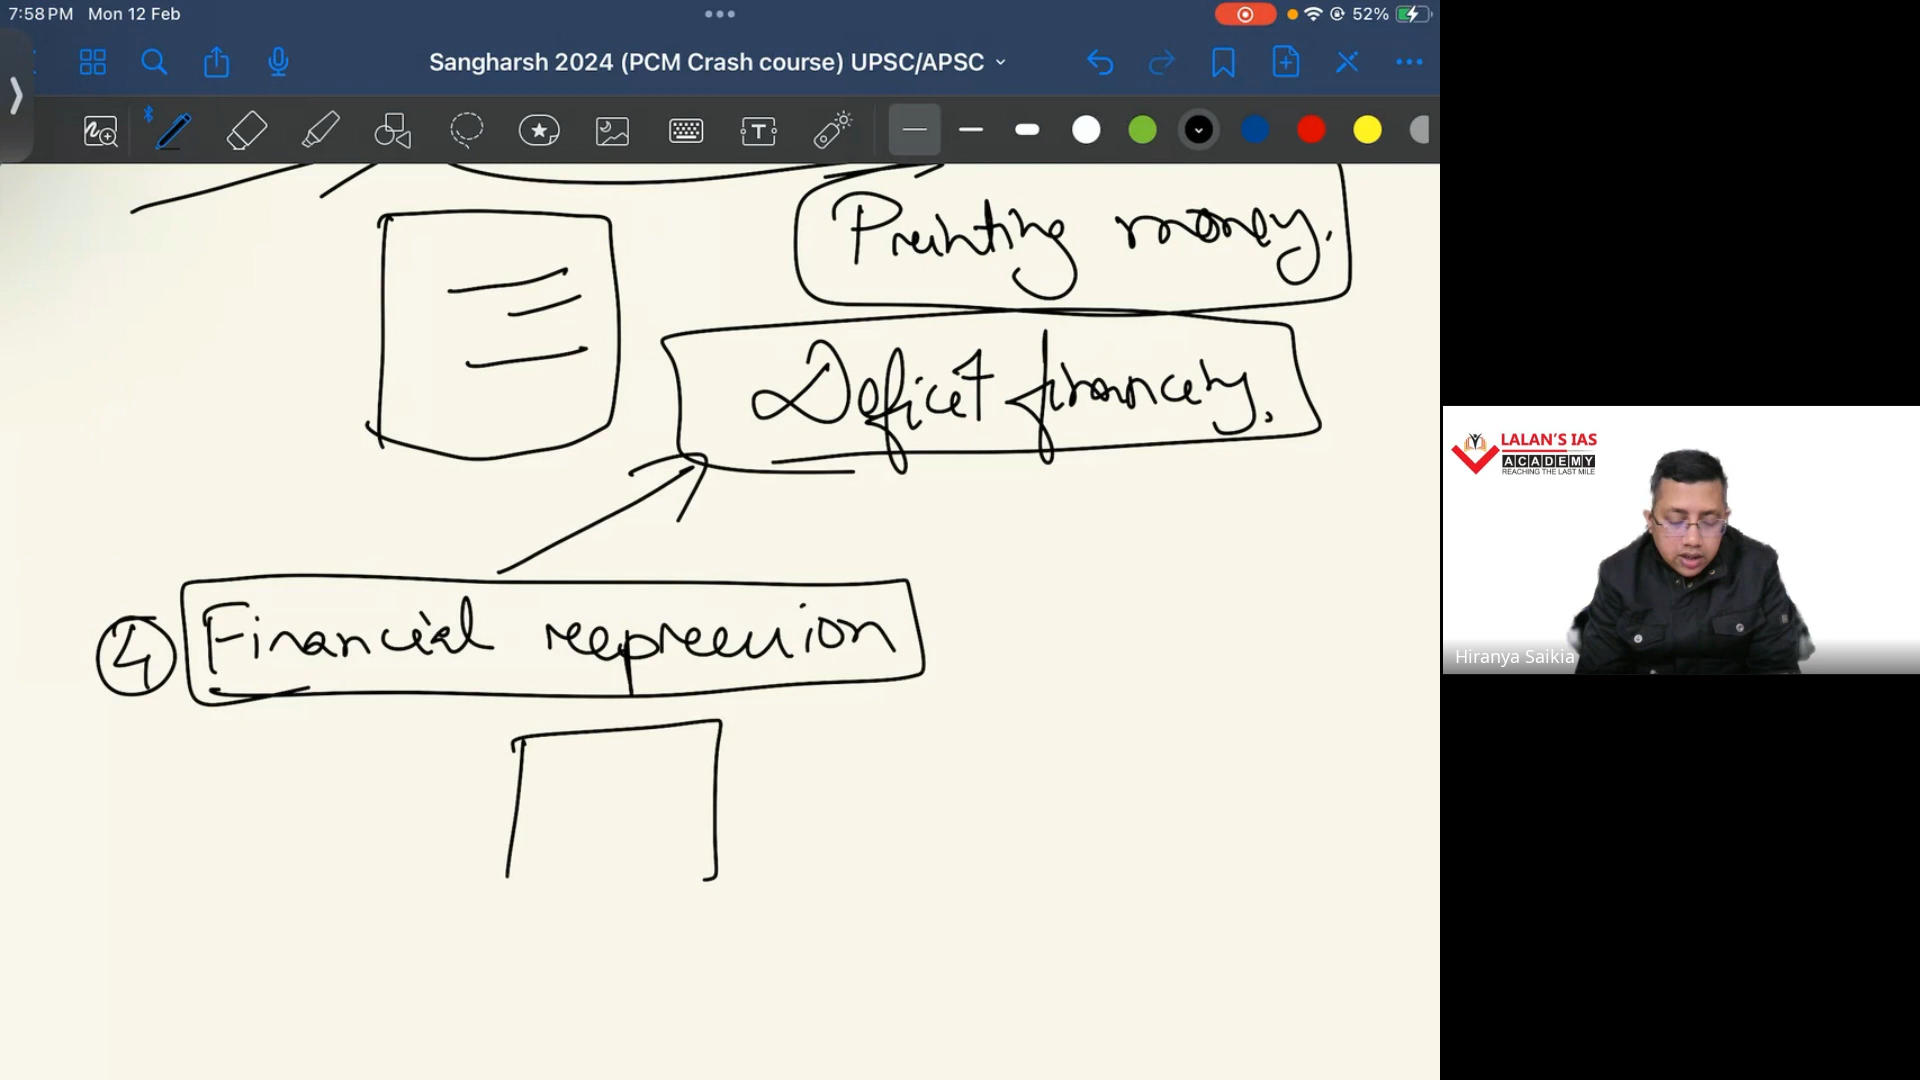 7:58 PM Mon 12 Feb
52%
Sangharsh 2024 (PCM Crash course) UPSC/APSC
T
Printing money.
Deficit financing.
LALAN'S IAS
ACADEMY
REACHING THE LAST MILE
4 Financial repression
Hiranya Saikia